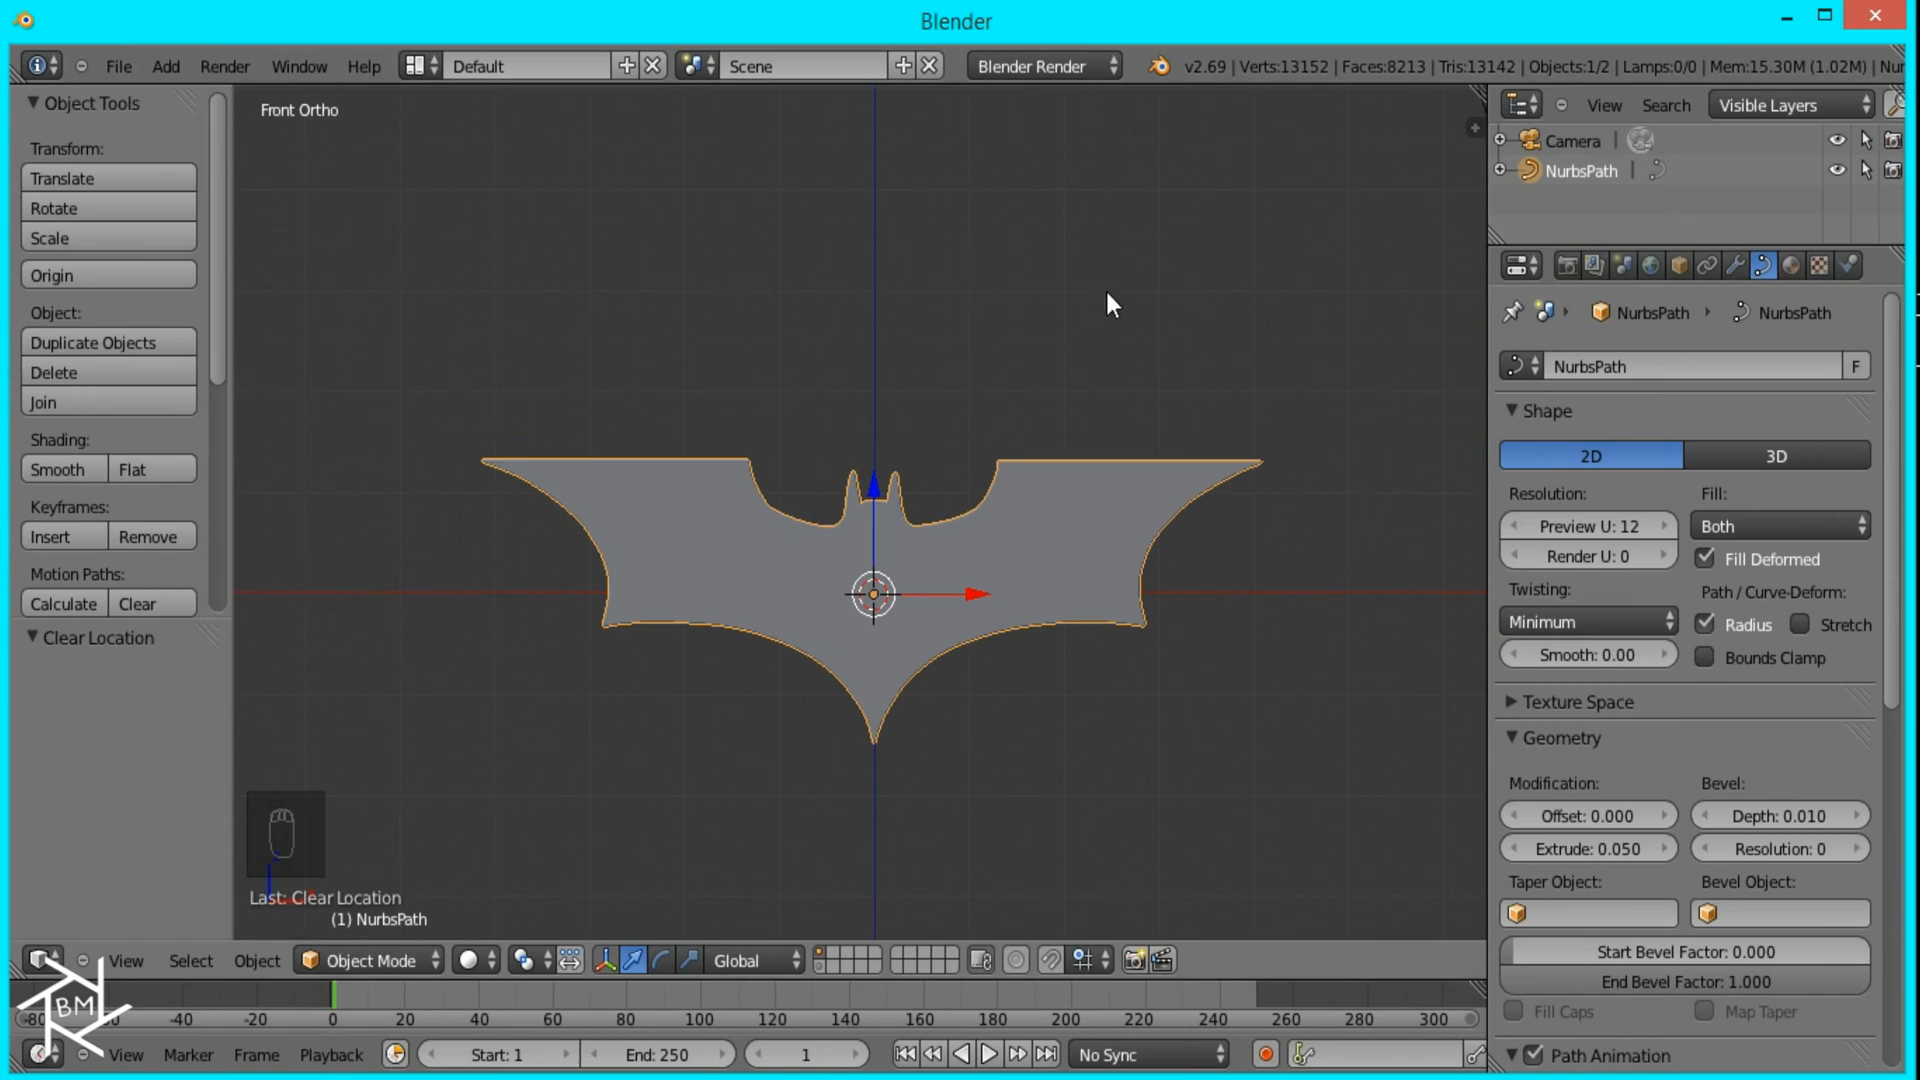 Blender
File Add Render Window Help Default Scene Blender Render v2.69 | Verts:13152 | Faces:8213 | Tris:13142 | Objects:1/2 | Lamps:0/0 | Mem:15.30M (1.02M) | Nur
Object Tools
Transform:
Translate
Rotate
Scale
Origin
Object:
Duplicate Objects
Delete
Join
Shading:
Smooth Flat
Keyframes:
Insert Remove
Motion Paths:
Calculate Clear
Clear Location
Front Ortho
Last: Clear Location
(1) NurbsPath
View Select Object Object Mode Global
BM
-40 -20 0 20 40 60 80 100 120 140 160 180 200 220 240 260 280 300
View Marker Frame Playback Start: 1 End: 250 1 No Sync
View Search Visible Layers
Camera
NurbsPath
NurbsPath NurbsPath
NurbsPath F
Shape
2D 3D
Resolution: Fill:
Preview U: 12 Both
Render U: 0 Fill Deformed
Twisting: Path / Curve-Deform:
Minimum Radius Stretch
Smooth: 0.00 Bounds Clamp
Texture Space
Geometry
Modification: Bevel:
Offset: 0.000 Depth: 0.010
Extrude: 0.050 Resolution: 0
Taper Object: Bevel Object:
Start Bevel Factor: 0.000
End Bevel Factor: 1.000
Fill Caps Map Taper
Path Animation